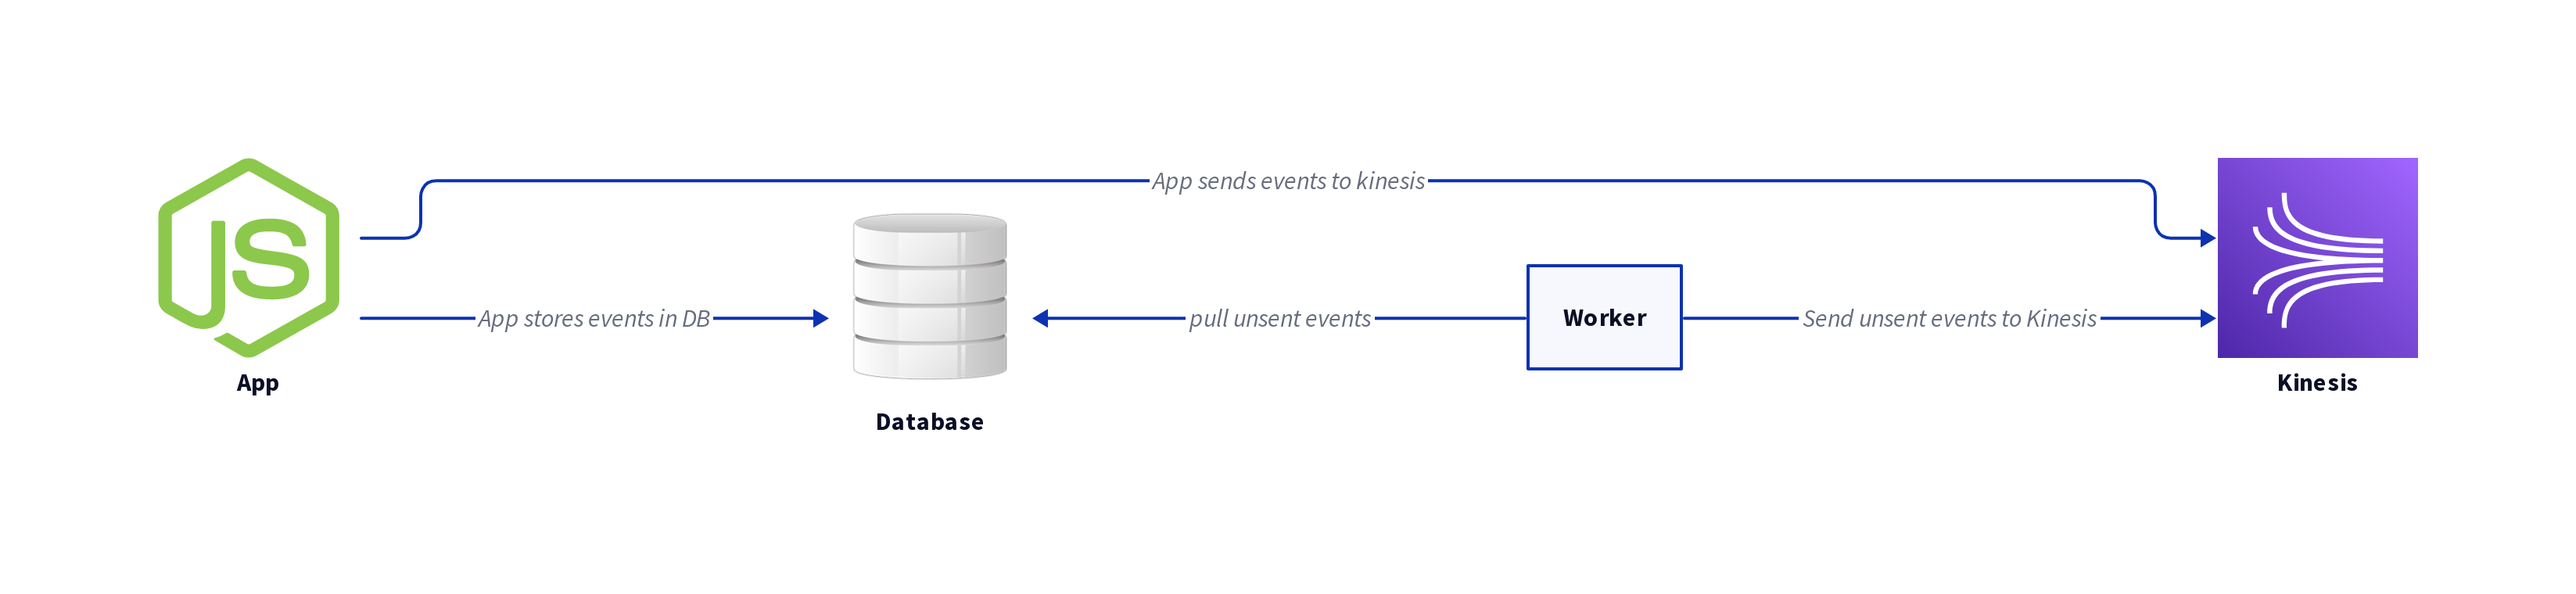 App sends events to kinesis
JS
App stores events in DB
pull unsent events
Worker
Send unsent events to Kinesis
App
Kinesis
Database